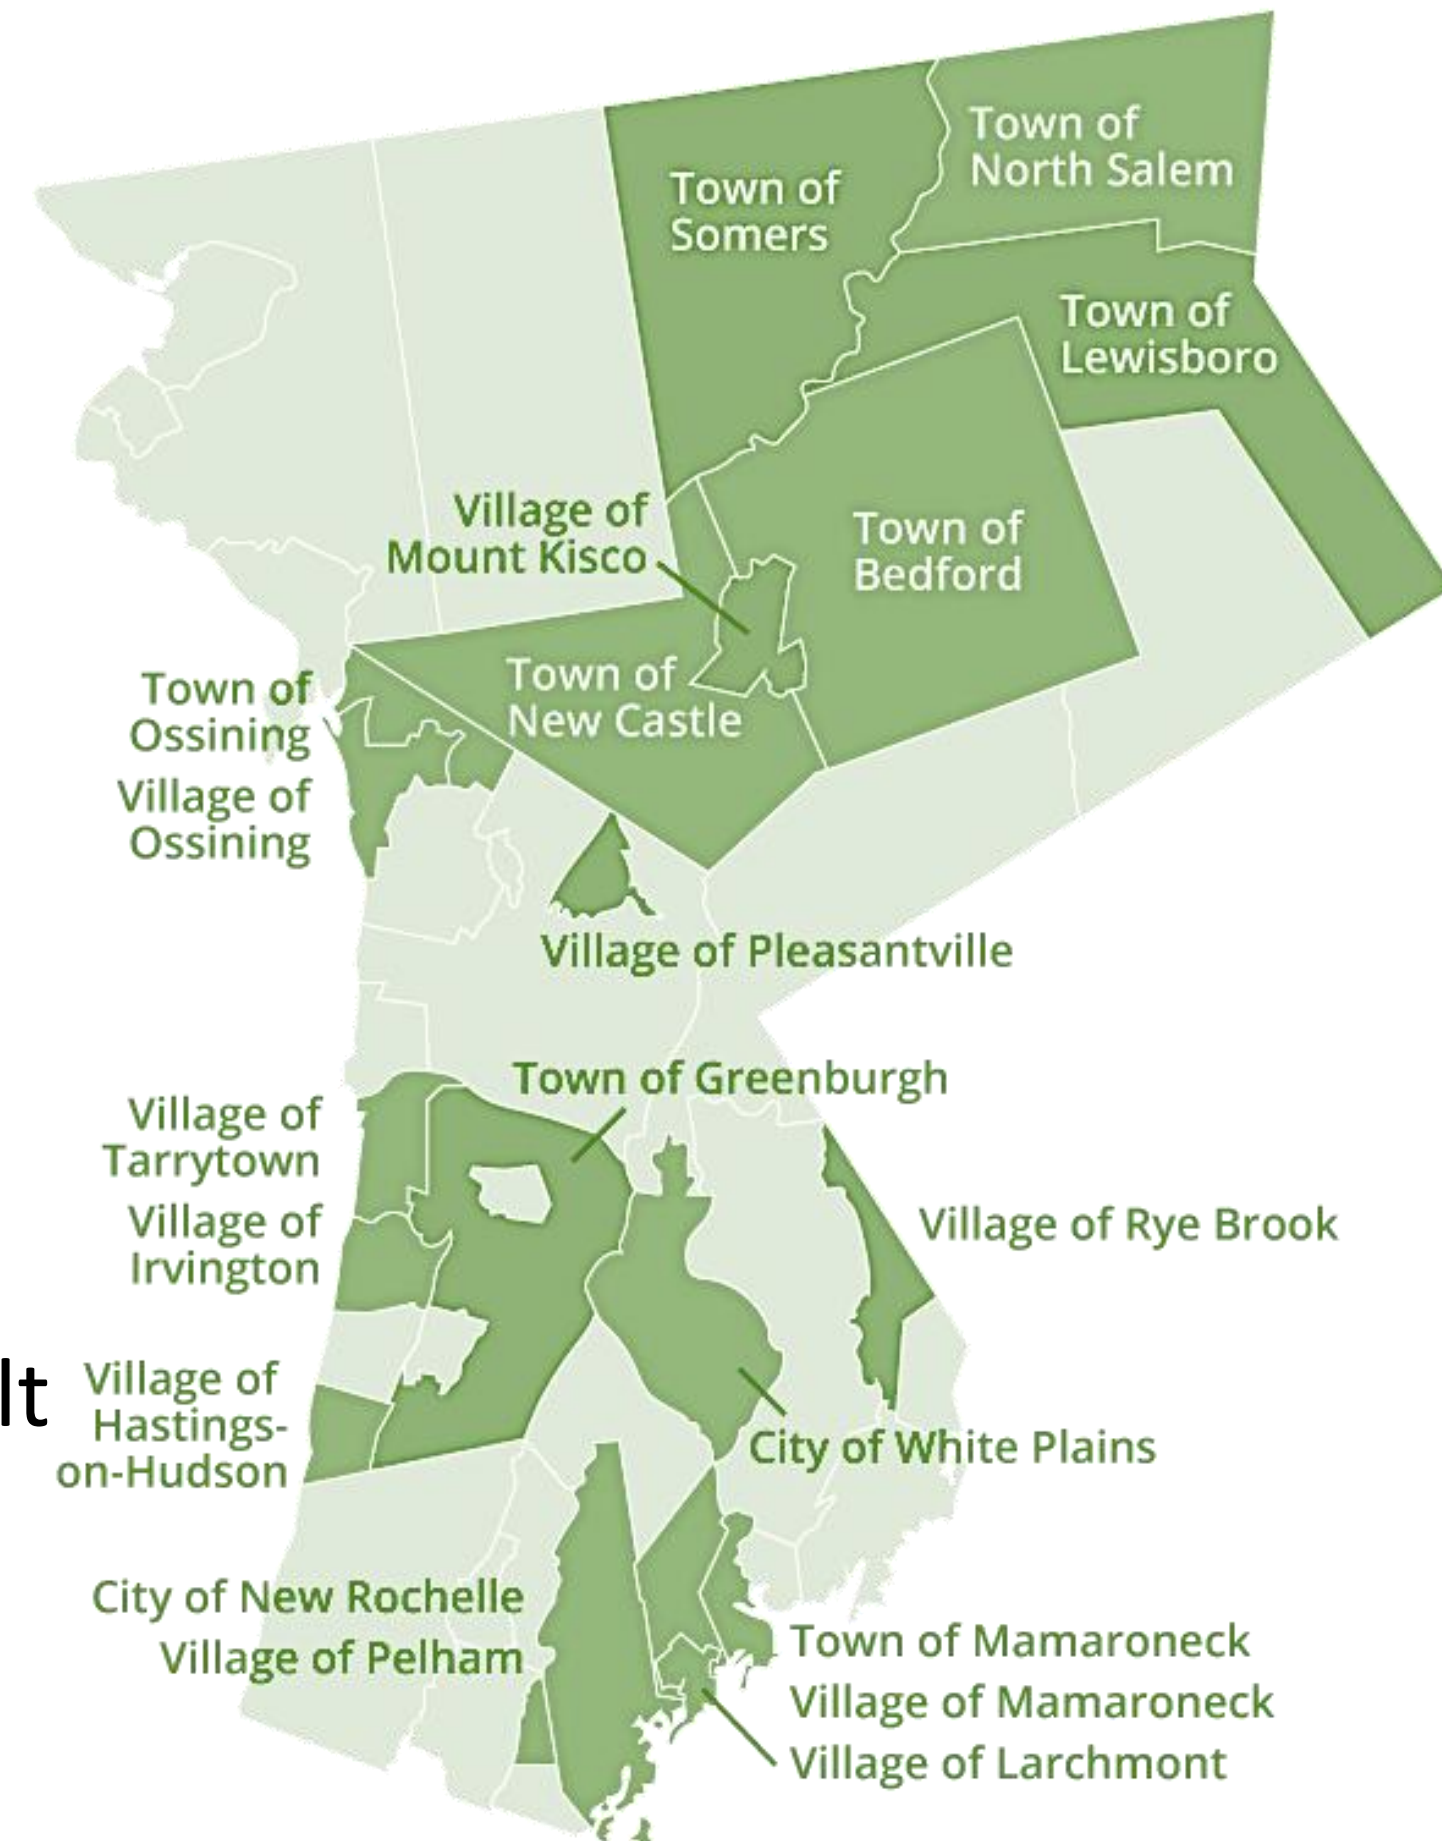 Town of
North Salem
Town of
Somers
Town of
Lewisboro
Village of
Mount Kisco
Town of
Bedford
Town of
New Castle
Town of
Ossining
Village of
Ossining
Village of Pleasantville
Town of Greenburgh
Village of
Tarrytown
Village of
Irvington
Village of Rye Brook
lt
Village of
Hastings-
on-Hudson
City of White Plains
City of New Rochelle
Village of Pelham
Town of Mamaroneck
Village of Mamaroneck
Village of Larchmont